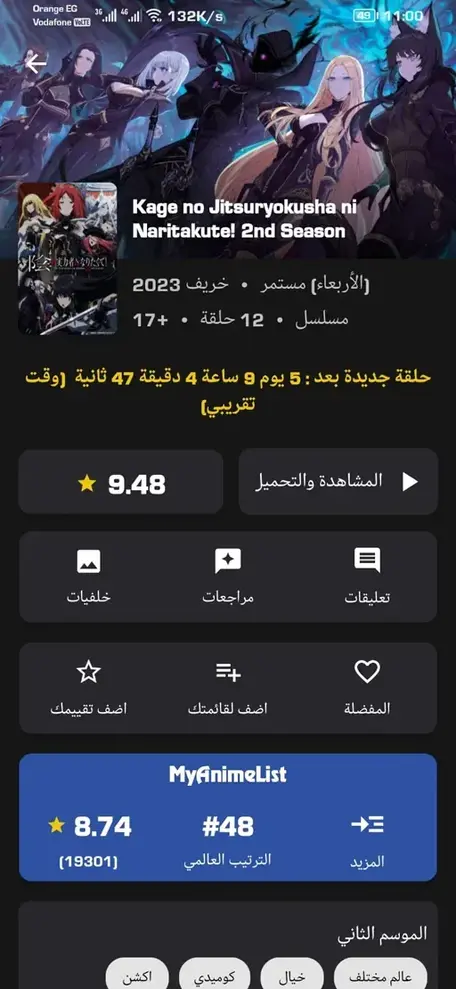 Orange EG
Vodafone VoLTE 3G 4G 132K/s 49 11:00
Kage no Jitsuryokusha ni
Naritakute! 2nd Season
(الأربعاء) مستمر • خريف 2023
مسلسل • 12 حلقة • +17
حلقة جديدة بعد : 5 يوم 9 ساعة 4 دقيقة 47 ثانية (وقت
تقريبي)
المشاهدة والتحميل
9.48
تعليقات
مراجعات
خلفيات
المفضلة
اضف لقائمتك
اضف تقييمك
MyAnimeList
8.74
#48
(19301)
الترتيب العالمي
المزيد
الموسم الثاني
عالم مختلف
خيال
كوميدي
اكشن